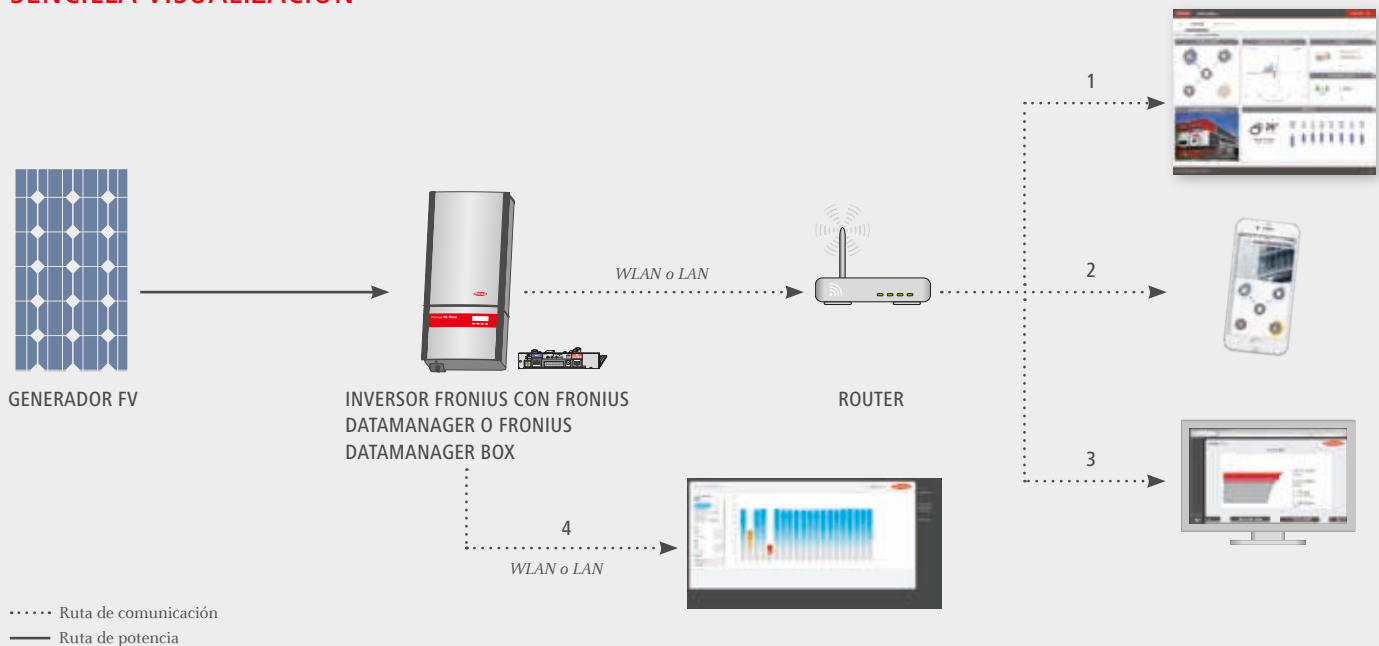 SENCILLA VISUALIZACIÓN
1
WLAN o LAN
2
GENERADOR FV
INVERSOR FRONIUS CON FRONIUS
DATAMANAGER O FRONIUS
DATAMANAGER BOX
ROUTER
3
4
WLAN o LAN
Ruta de comunicación
Ruta de potencia